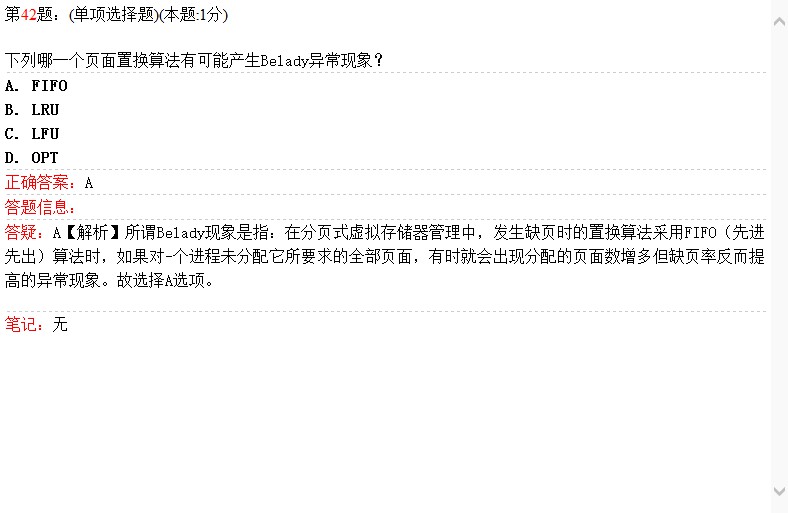 第42题：(单项选择题)(本题:1分)
下列哪一个页面置换算法有可能产生Belady异常现象？
A. FIFO
B. LRU
C. LFU
D. OPT
正确答案：A
答题信息：
答疑：A【解析】所谓Belady现象是指：在分页式虚拟存储器管理中，发生缺页时的置换算法采用FIFO（先进
先出）算法时，如果对-个进程未分配它所要求的全部页面，有时就会出现分配的页面数增多但缺页率反而提
高的异常现象。故选择A选项。
笔记：无